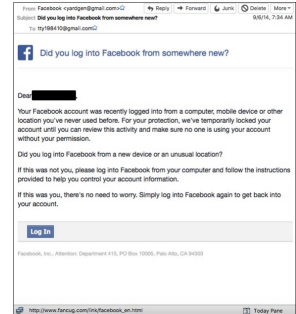 From Facebook <yardgen@gmail.com> Reply Forward Junk Delete More
Subject Did you log into Facebook from somewhere new? 9/6/14, 7:34 AM
To tty198410@gmail.com
f Did you log into Facebook from somewhere new?
Dear
Your Facebook account was recently logged into from a computer, mobile device or other
location you've never used before. For your protection, we've temporarily locked your
account until you can review this activity and make sure no one is using your account
without your permission.
Did you log into Facebook from a new device or an unusual location?
If this was not you, please log into Facebook from your computer and follow the instructions
provided to help you control your account information.
If this was you, there's no need to worry. Simply log into Facebook again to get back into
your account.
Log In
Facebook, Inc., Attention: Department 415, PO Box 10005, Palo Alto, CA 94303
http://www.fancug.com/link/facebook_en.html Today Pane